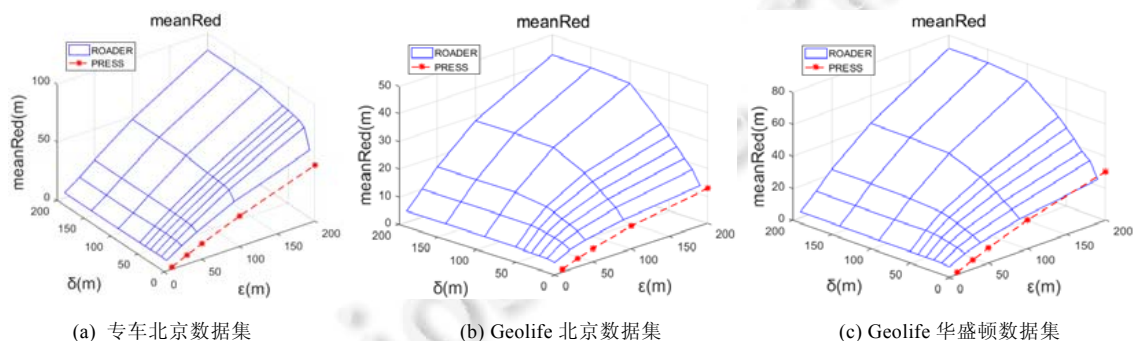 meanRed
ROADER
PRESS
meanRed(m)
100
50
0
200
150
100
50
0
δ(m)
0
50
100
150
200
ε(m)
(a) 专车北京数据集
meanRed
ROADER
PRESS
meanRed(m)
50
40
30
20
10
0
200
150
100
50
0
δ(m)
0
50
100
150
200
ε(m)
(b) Geolife 北京数据集
meanRed
ROADER
PRESS
meanRed(m)
80
60
40
20
0
200
150
100
50
0
δ(m)
0
50
100
150
200
ε(m)
(c) Geolife 华盛顿数据集